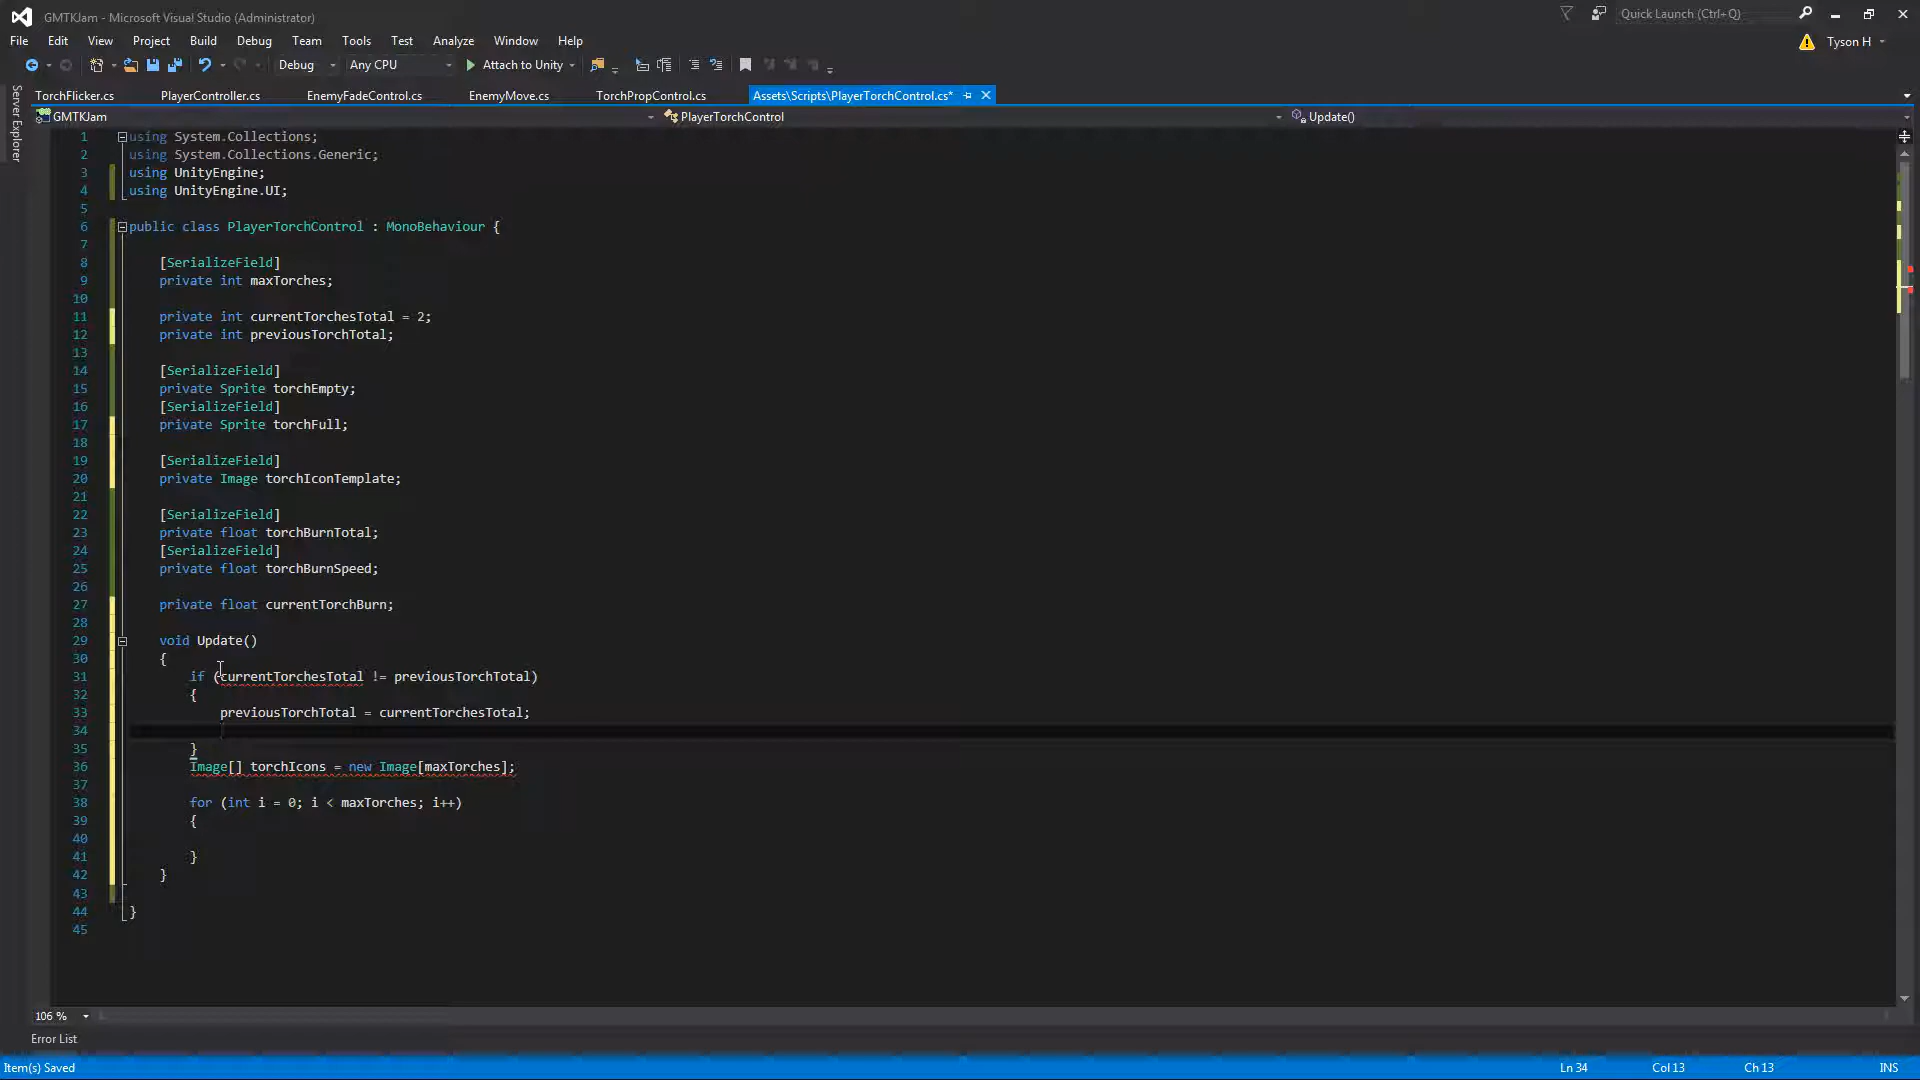 GMTKJam - Microsoft Visual Studio (Administrator)
Quick Launch (Ctrl+Q)
File Edit View Project Build Debug Team Tools Test Analyze Window Help
Tyson H
Debug Any CPU Attach to Unity
TorchFlicker.cs PlayerController.cs EnemyFadeControl.cs EnemyMove.cs TorchPropControl.cs Assets\Scripts\PlayerTorchControl.cs*
GMTKJam PlayerTorchControl Update()
Server Explorer
1 using System.Collections;
2 using System.Collections.Generic;
3 using UnityEngine;
4 using UnityEngine.UI;
5
6 public class PlayerTorchControl : MonoBehaviour {
7
8 [SerializeField]
9 private int maxTorches;
10
11 private int currentTorchesTotal = 2;
12 private int previousTorchTotal;
13
14 [SerializeField]
15 private Sprite torchEmpty;
16 [SerializeField]
17 private Sprite torchFull;
18
19 [SerializeField]
20 private Image torchIconTemplate;
21
22 [SerializeField]
23 private float torchBurnTotal;
24 [SerializeField]
25 private float torchBurnSpeed;
26
27 private float currentTorchBurn;
28
29 void Update()
30 {
31 if (currentTorchesTotal != previousTorchTotal)
32 {
33 previousTorchTotal = currentTorchesTotal;
34
35 }
36 Image[] torchIcons = new Image[maxTorches];
37
38 for (int i = 0; i < maxTorches; i++)
39 {
40
41 }
42 }
43
44 }
45
106 %
Error List
Item(s) Saved Ln 34 Col 13 Ch 13 INS